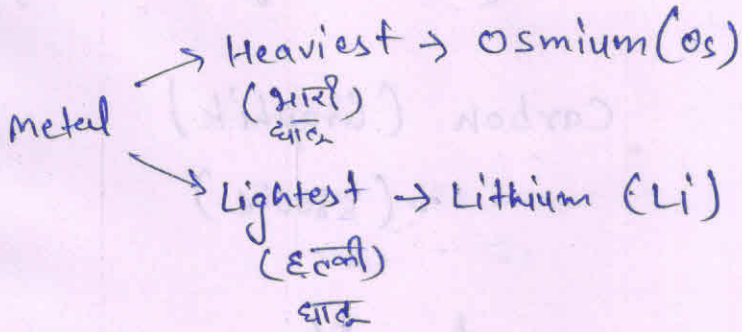 Heaviest → Osmium (Os)
(भारी)
धातु
Metal
Lightest → Lithium (Li)
(हल्की)
धातु